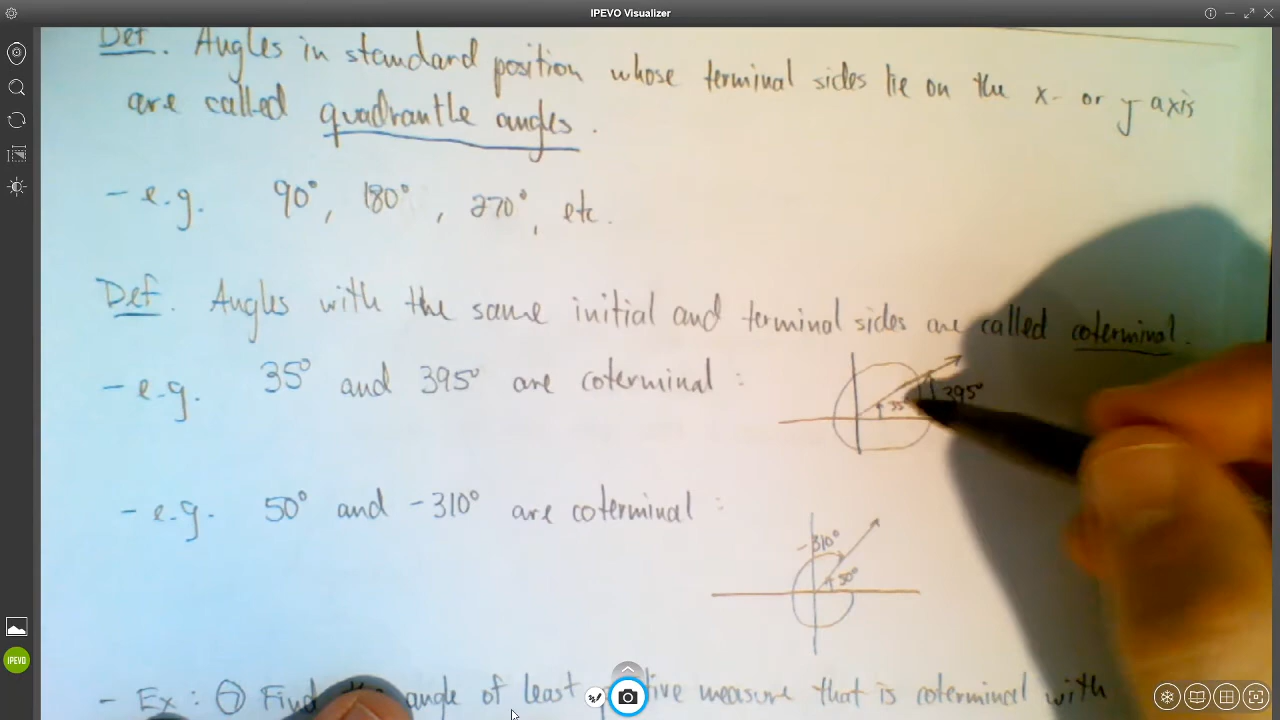 IPEVO Visualizer
Def. Angles in standard position whose terminal sides lie on the x- or y axis
are called quadrantle angles.
- e.g. 90°, 180°, 270°, etc.
Def. Angles with the same initial and terminal sides are called coterminal.
- e.g. 35° and 395° are coterminal :
35° 395°
- e.g. 50° and -310° are coterminal :
-310°
50°
- Ex: ⑦ Find angle of least measure that is coterminal with
IPEVO